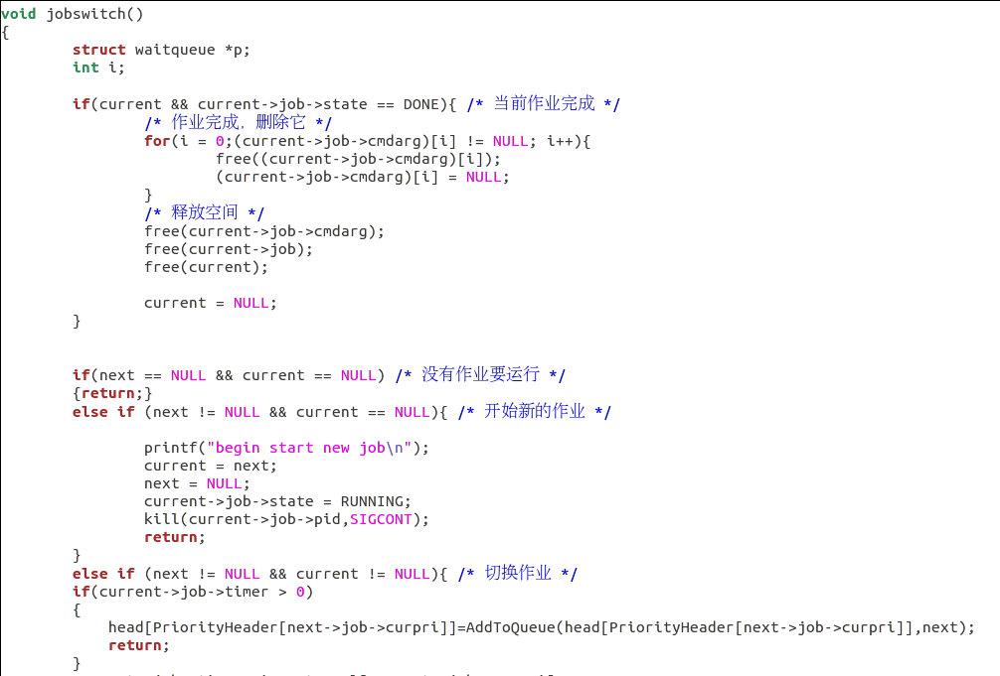 void jobswitch()
{
struct waitqueue *p;
int i;
if(current && current->job->state == DONE){ /* 当前作业完成 */
/* 作业完成，删除它 */
for(i = 0;(current->job->cmdarg)[i] != NULL; i++){
free((current->job->cmdarg)[i]);
(current->job->cmdarg)[i] = NULL;
}
/* 释放空间 */
free(current->job->cmdarg);
free(current->job);
free(current);
current = NULL;
}
if(next == NULL && current == NULL) /* 没有作业要运行 */
{return;}
else if (next != NULL && current == NULL){ /* 开始新的作业 */
printf("begin start new job\n");
current = next;
next = NULL;
current->job->state = RUNNING;
kill(current->job->pid,SIGCONT);
return;
}
else if (next != NULL && current != NULL){ /* 切换作业 */
if(current->job->timer > 0)
{
head[PriorityHeader[next->job->curpri]]=AddToQueue(head[PriorityHeader[next->job->curpri]],next);
return;
}